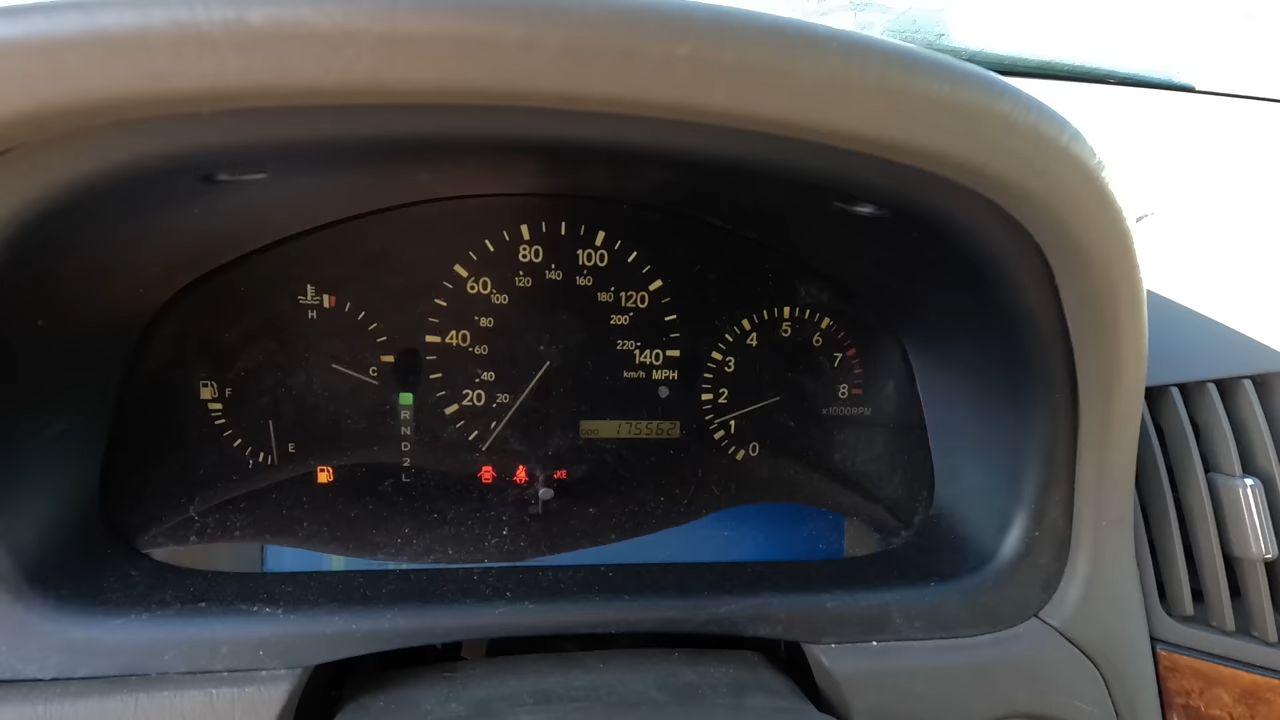 80 100
120 140 160
60 100
180 120
H
80
200
40 60
220 140
km/h MPH
C
40
20 20
F
E
R
N
D
2
L
ODO 175562
5
4 6
3 7
2 8
x1000RPM
1
0